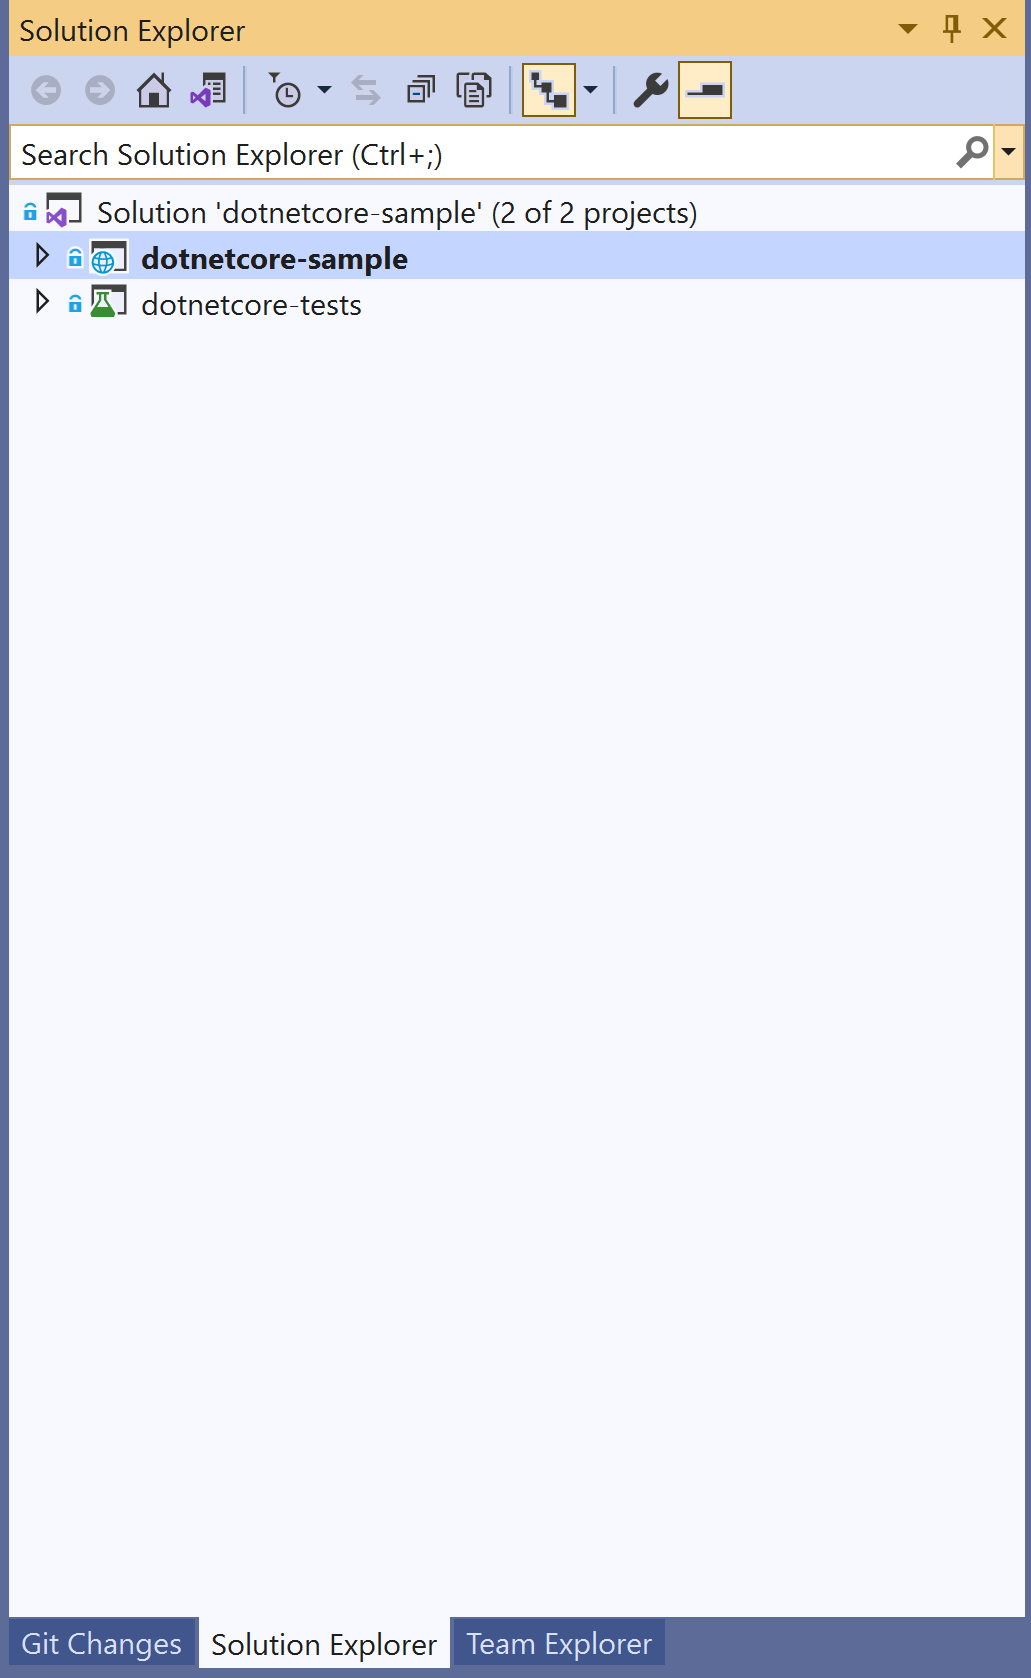 Solution Explorer
Search Solution Explorer (Ctrl+;)
Solution 'dotnetcore-sample' (2 of 2 projects)
dotnetcore-sample
dotnetcore-tests
Git Changes Solution Explorer Team Explorer